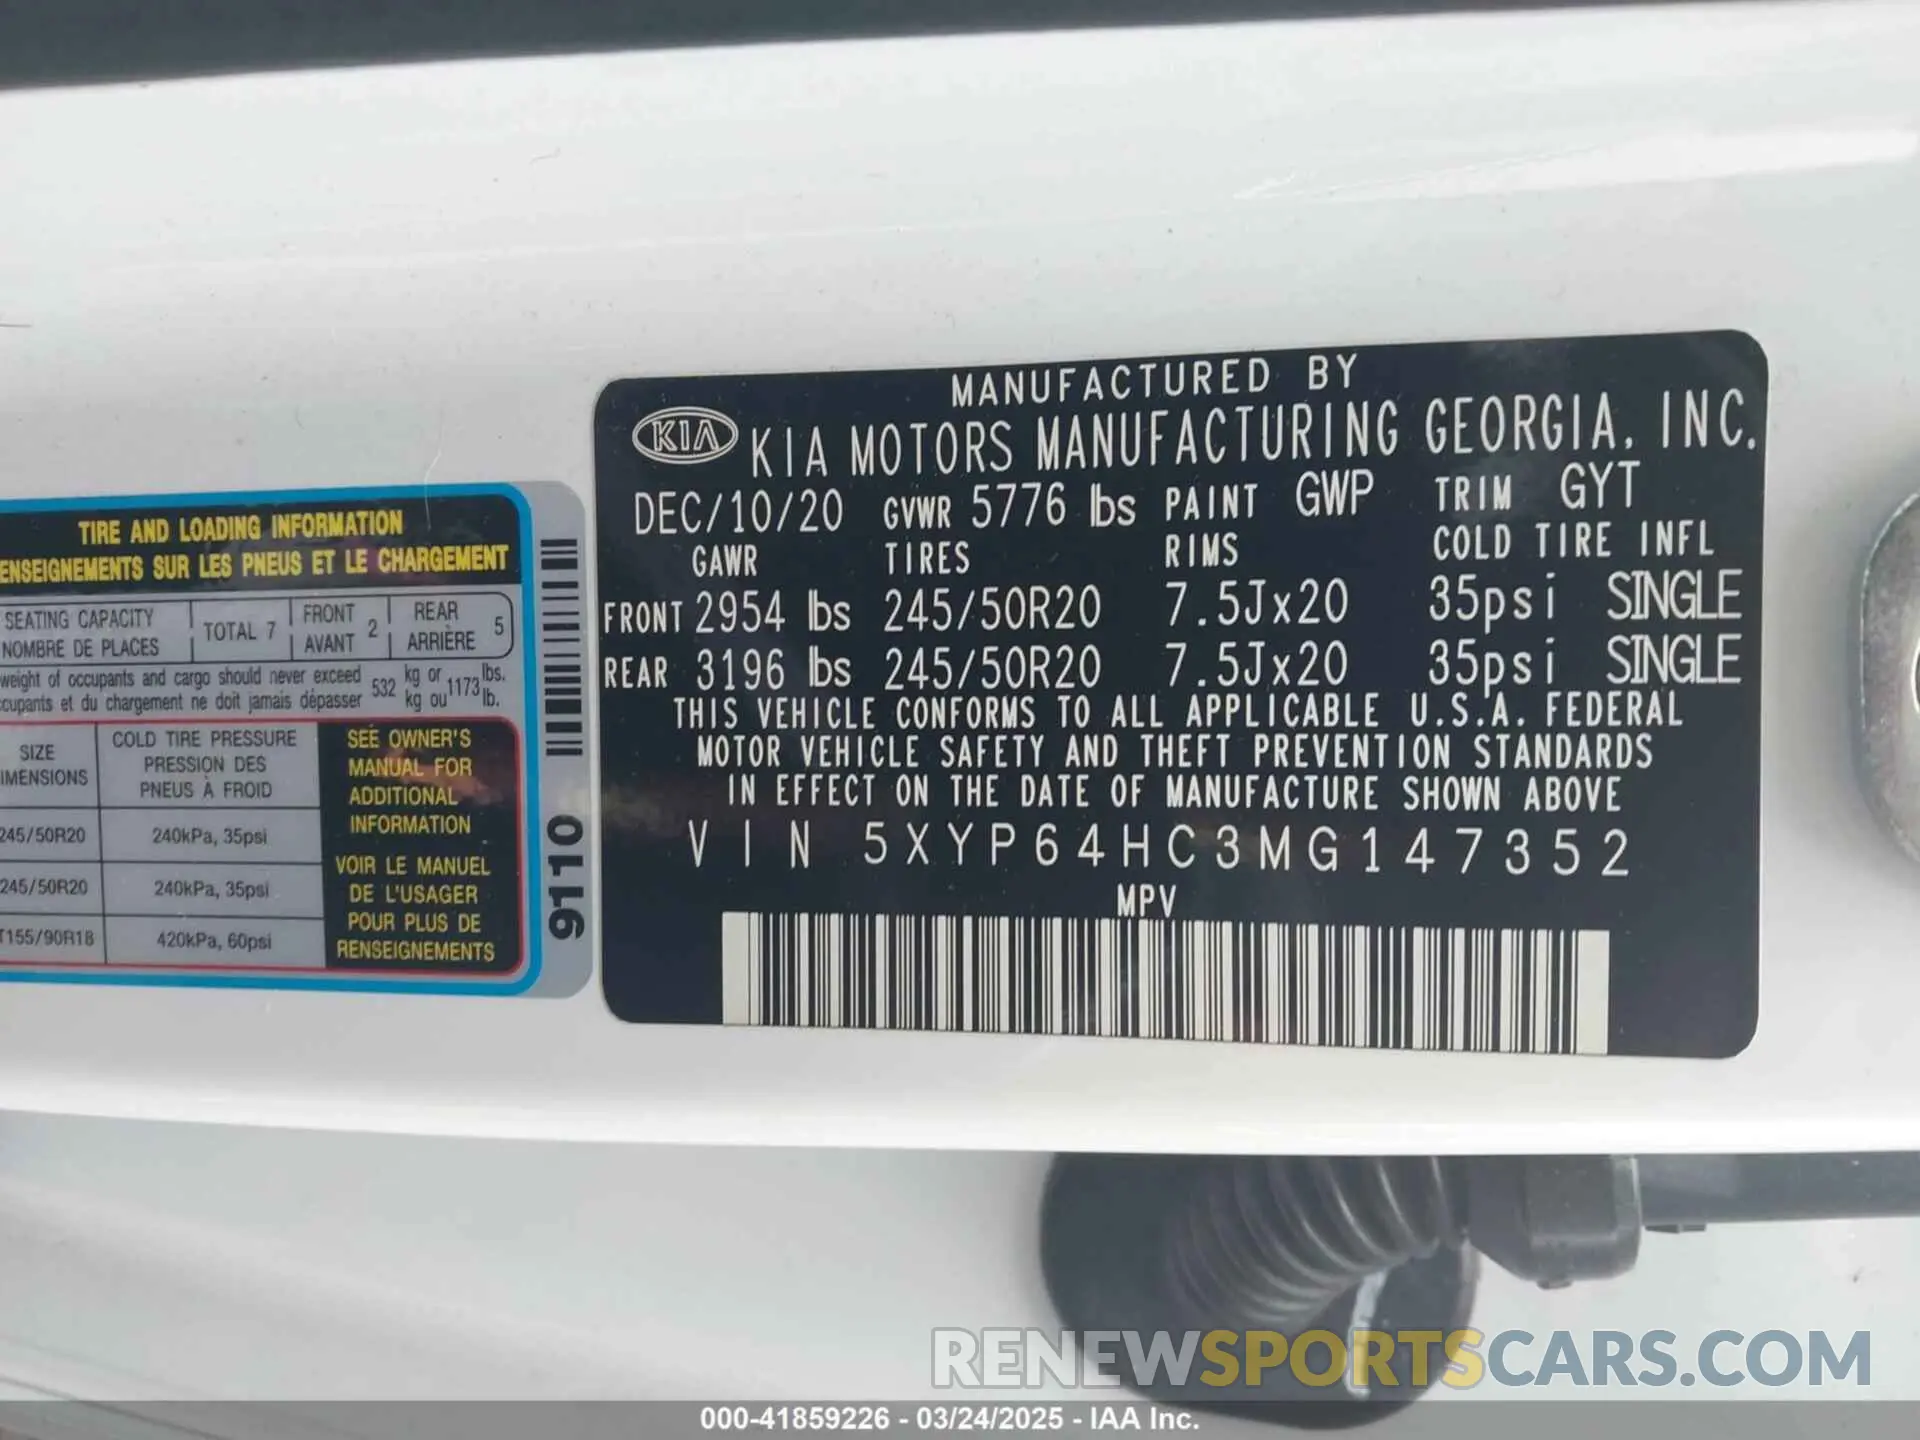 TIRE AND LOADING INFORMATION
ENSEIGNEMENTS SUR LES PNEUS ET LE CHARGEMENT
SEATING CAPACITY
NOMBRE DE PLACES
TOTAL 7
FRONT
AVANT 2
REAR
ARRIÈRE 5
weight of occupants and cargo should never exceed 532 kg or 1173 lbs.
ccupants et du chargement ne doit jamais dépasser kg ou lb.
SIZE
IMENSIONS
COLD TIRE PRESSURE
PRESSION DES
PNEUS À FROID
245/50R20 240kPa, 35psi
245/50R20 240kPa, 35psi
T155/90R18 420kPa, 60psi
SEE OWNER'S
MANUAL FOR
ADDITIONAL
INFORMATION
VOIR LE MANUEL
DE L'USAGER
POUR PLUS DE
RENSEIGNEMENTS
9110
MANUFACTURED BY
KIA KIA MOTORS MANUFACTURING GEORGIA, INC.
DEC/10/20 GVWR 5776 lbs PAINT GWP TRIM GYT
GAWR TIRES RIMS COLD TIRE INFL
FRONT 2954 lbs 245/50R20 7.5Jx20 35psi SINGLE
REAR 3196 lbs 245/50R20 7.5Jx20 35psi SINGLE
THIS VEHICLE CONFORMS TO ALL APPLICABLE U.S.A. FEDERAL
MOTOR VEHICLE SAFETY AND THEFT PREVENTION STANDARDS
IN EFFECT ON THE DATE OF MANUFACTURE SHOWN ABOVE
VIN 5XYP64HC3MG147352
MPV
RENEWSPORTSCARS.COM
000-41859226 - 03/24/2025 - IAA Inc.